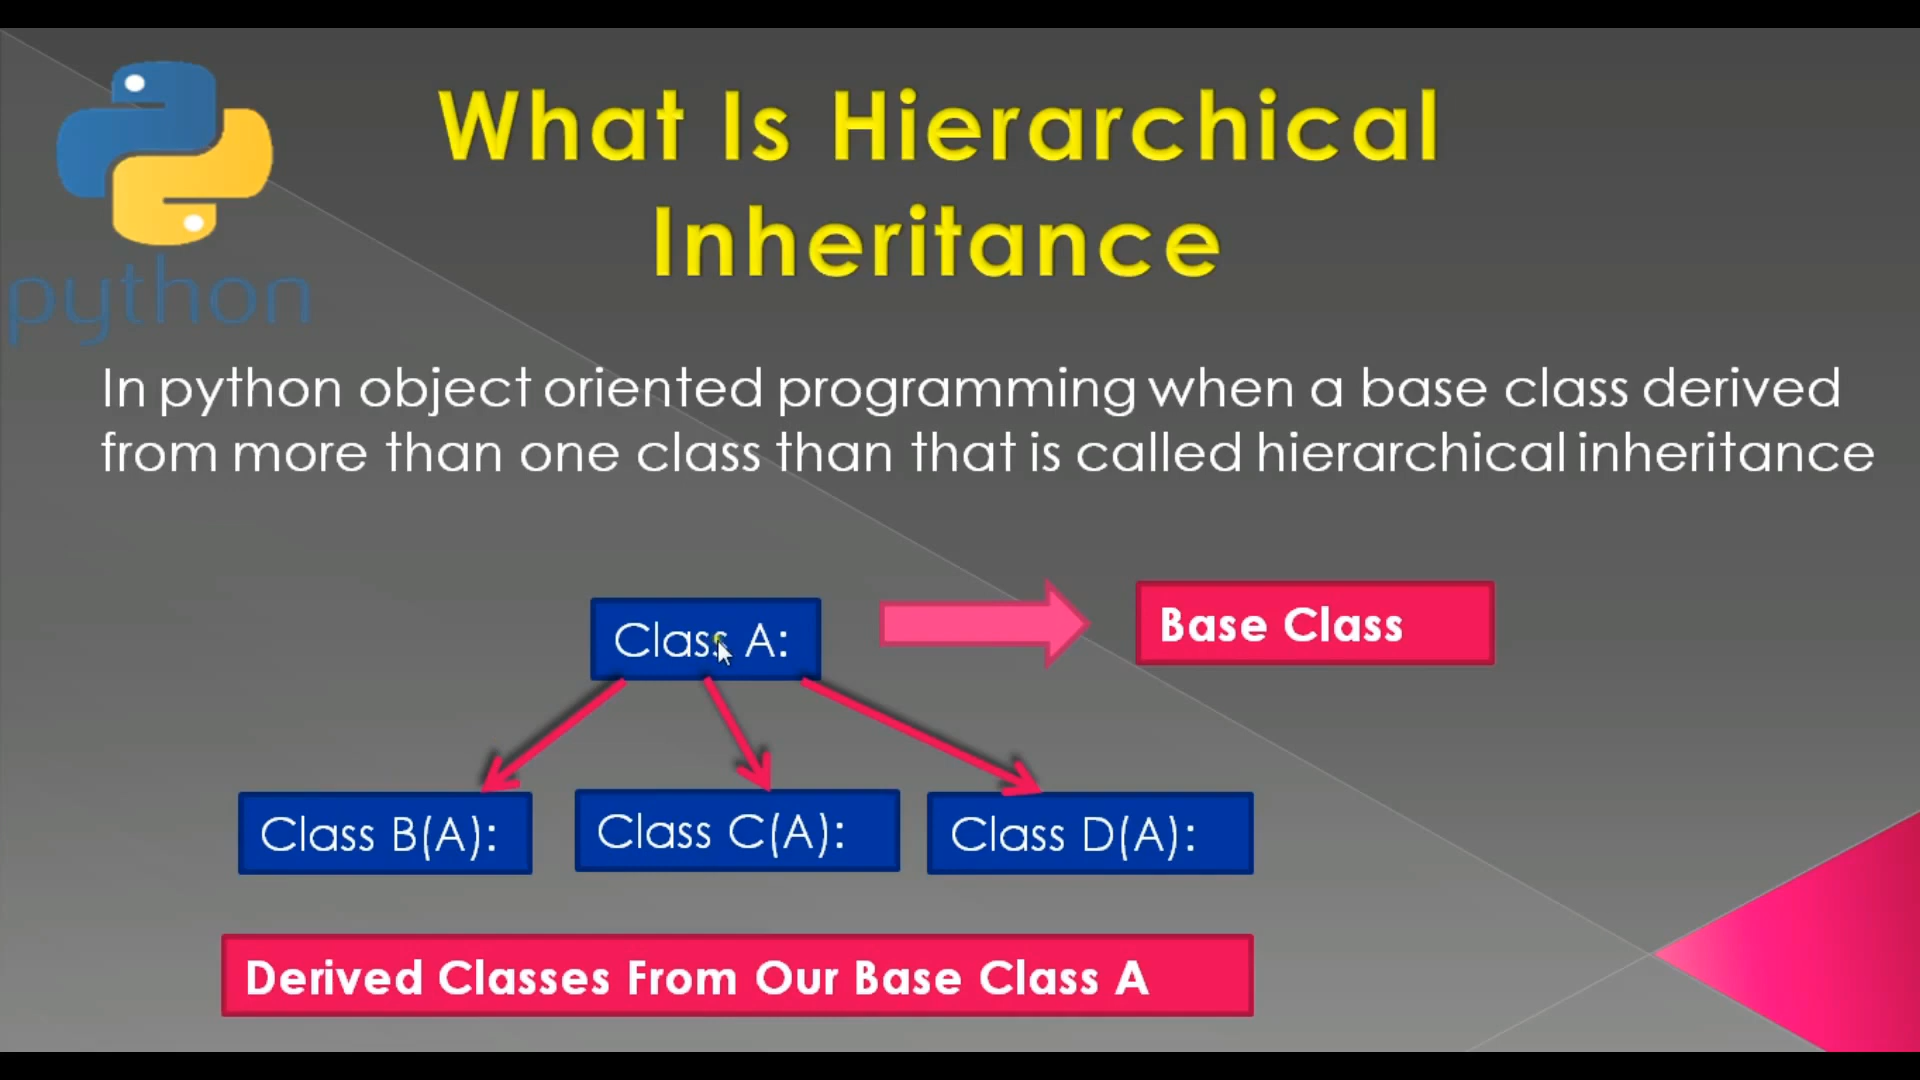 What Is Hierarchical
Inheritance
python
In python object oriented programming when a base class derived
from more than one class than that is called hierarchical inheritance
Class A:
Base Class
Class B(A):
Class C(A):
Class D(A):
Derived Classes From Our Base Class A